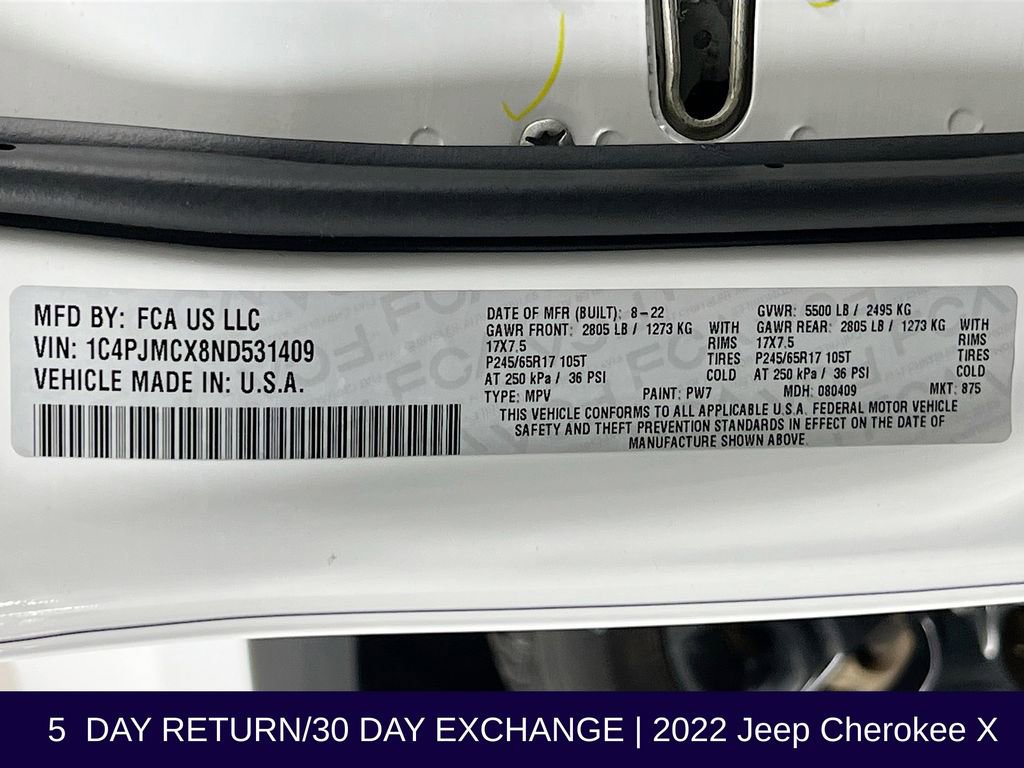 MFD BY: FCA US LLC
VIN: 1C4PJMCX8ND531409
VEHICLE MADE IN: U.S.A.
DATE OF MFR (BUILT): 8-22 GVWR: 5500 LB / 2495 KG
GAWR FRONT: 2805 LB / 1273 KG WITH GAWR REAR: 2805 LB / 1273 KG WITH
17X7.5 RIMS 17X7.5 RIMS
P245/65R17 105T TIRES P245/65R17 105T TIRES
AT 250 kPa / 36 PSI COLD AT 250 kPa / 36 PSI COLD
TYPE: MPV PAINT: PW7 MDH: 080409 MKT: 875
THIS VEHICLE CONFORMS TO ALL APPLICABLE U.S.A. FEDERAL MOTOR VEHICLE
SAFETY AND THEFT PREVENTION STANDARDS IN EFFECT ON THE DATE OF
MANUFACTURE SHOWN ABOVE.
5 DAY RETURN/30 DAY EXCHANGE | 2022 Jeep Cherokee X